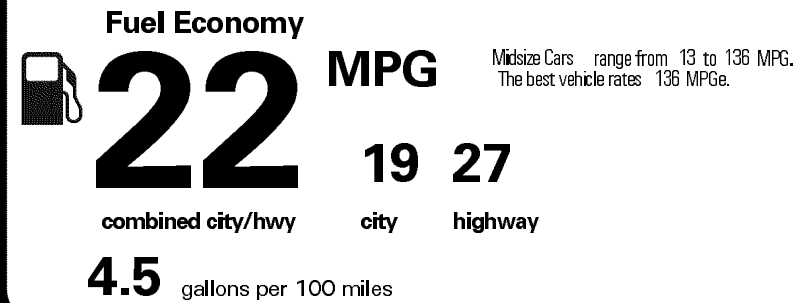 Fuel Economy
22 MPG
Midsize Cars range from 13 to 136 MPG.
The best vehicle rates 136 MPGe.
19 27
combined city/hwy city highway
4.5 gallons per 100 miles